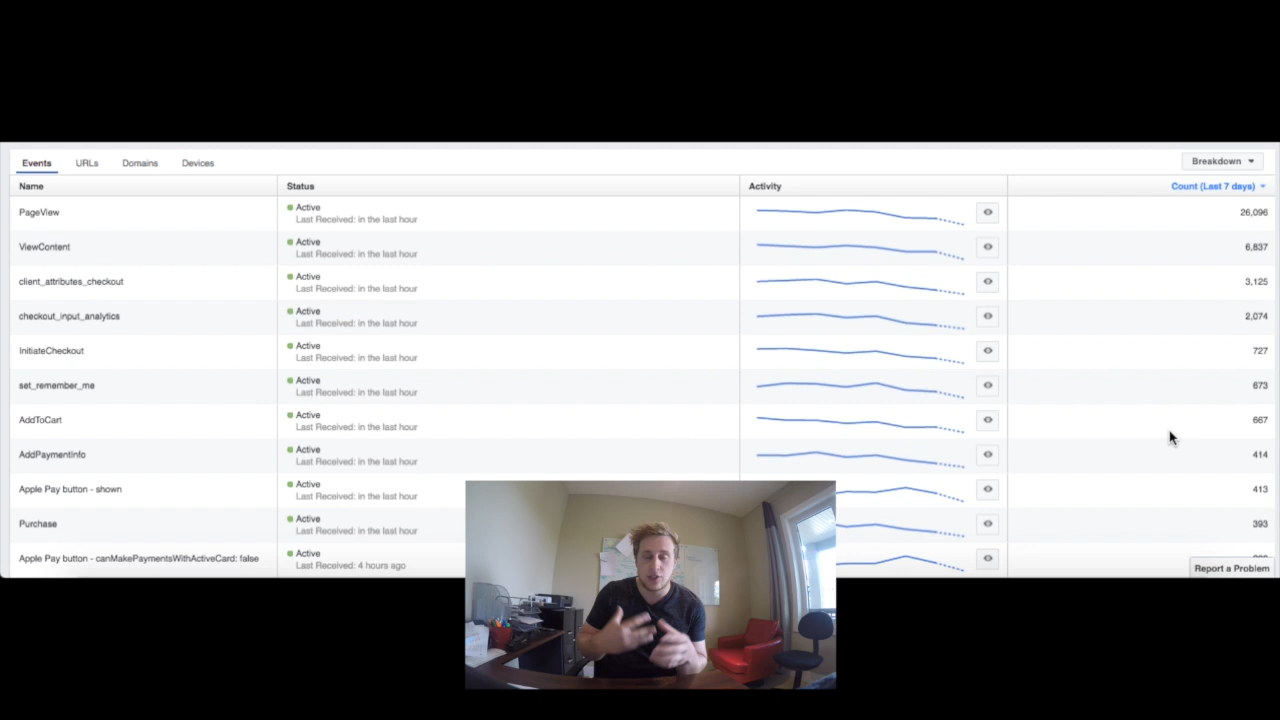 Events URLs Domains Devices Breakdown
Name Status Activity Count (Last 7 days)
PageView Active 26,096
Last Received: in the last hour
ViewContent Active 6,837
Last Received: in the last hour
client_attributes_checkout Active 3,125
Last Received: in the last hour
checkout_input_analytics Active 2,074
Last Received: in the last hour
InitiateCheckout Active 727
Last Received: in the last hour
set_remember_me Active 673
Last Received: in the last hour
AddToCart Active 667
Last Received: in the last hour
AddPaymentInfo Active 414
Last Received: in the last hour
Apple Pay button - shown Active 413
Last Received: in the last hour
Purchase Active 393
Last Received: in the last hour
Apple Pay button - canMakePaymentsWithActiveCard: false Active
Last Received: 4 hours ago
Report a Problem